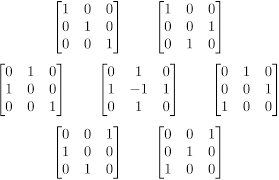 [1 0 0] [1 0 0]
[0 1 0] [0 0 1]
[0 0 1] [0 1 0]
[0 1 0] [0 1 0] [0 1 0]
[1 0 0] [1 −1 1] [0 0 1]
[0 0 1] [0 1 0] [1 0 0]
[0 0 1] [0 0 1]
[1 0 0] [0 1 0]
[0 1 0] [1 0 0]